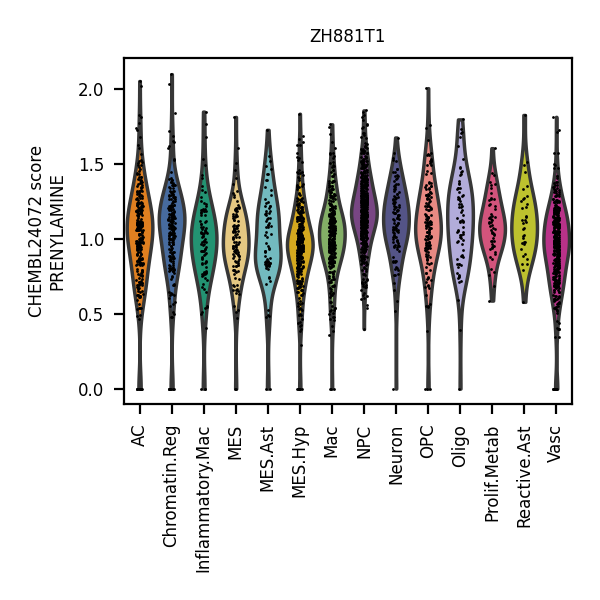 ZH881T1
CHEMBL24072 score
PRENYLAMINE
2.0
1.5
1.0
0.5
0.0
AC
Chromatin.Reg
Inflammatory.Mac
MES
MES.Ast
MES.Hyp
Mac
NPC
Neuron
OPC
Oligo
Prolif.Metab
Reactive.Ast
Vasc